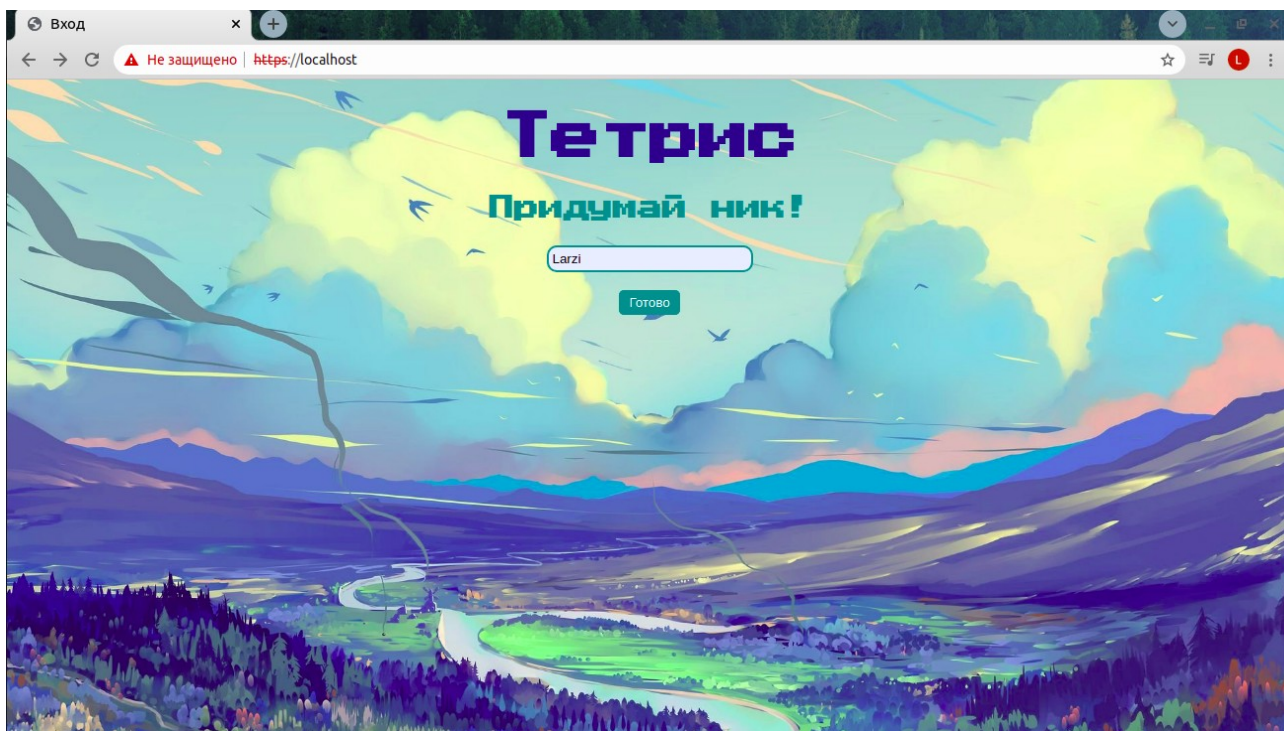 Вход
Не защищено https://localhost
L
Тетрис
Придумай ник!
Larzi
Готово